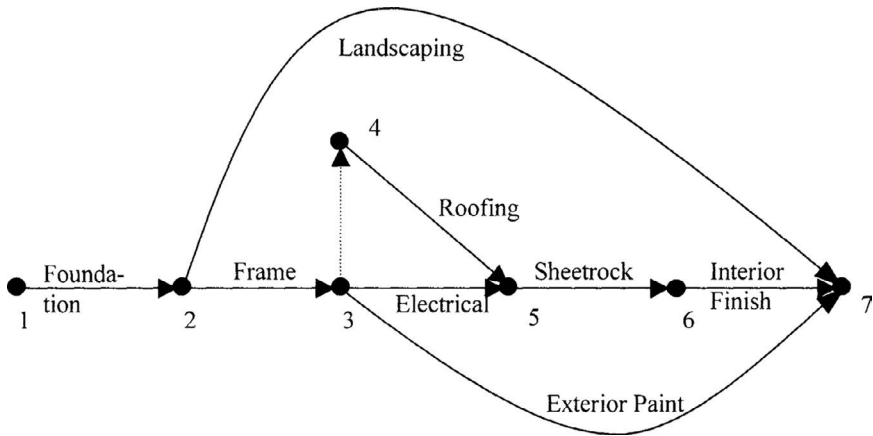 Landscaping
4
Roofing
Founda-
tion
Frame
Electrical
Sheetrock
Interior
Finish
1
2
3
5
6
7
Exterior Paint